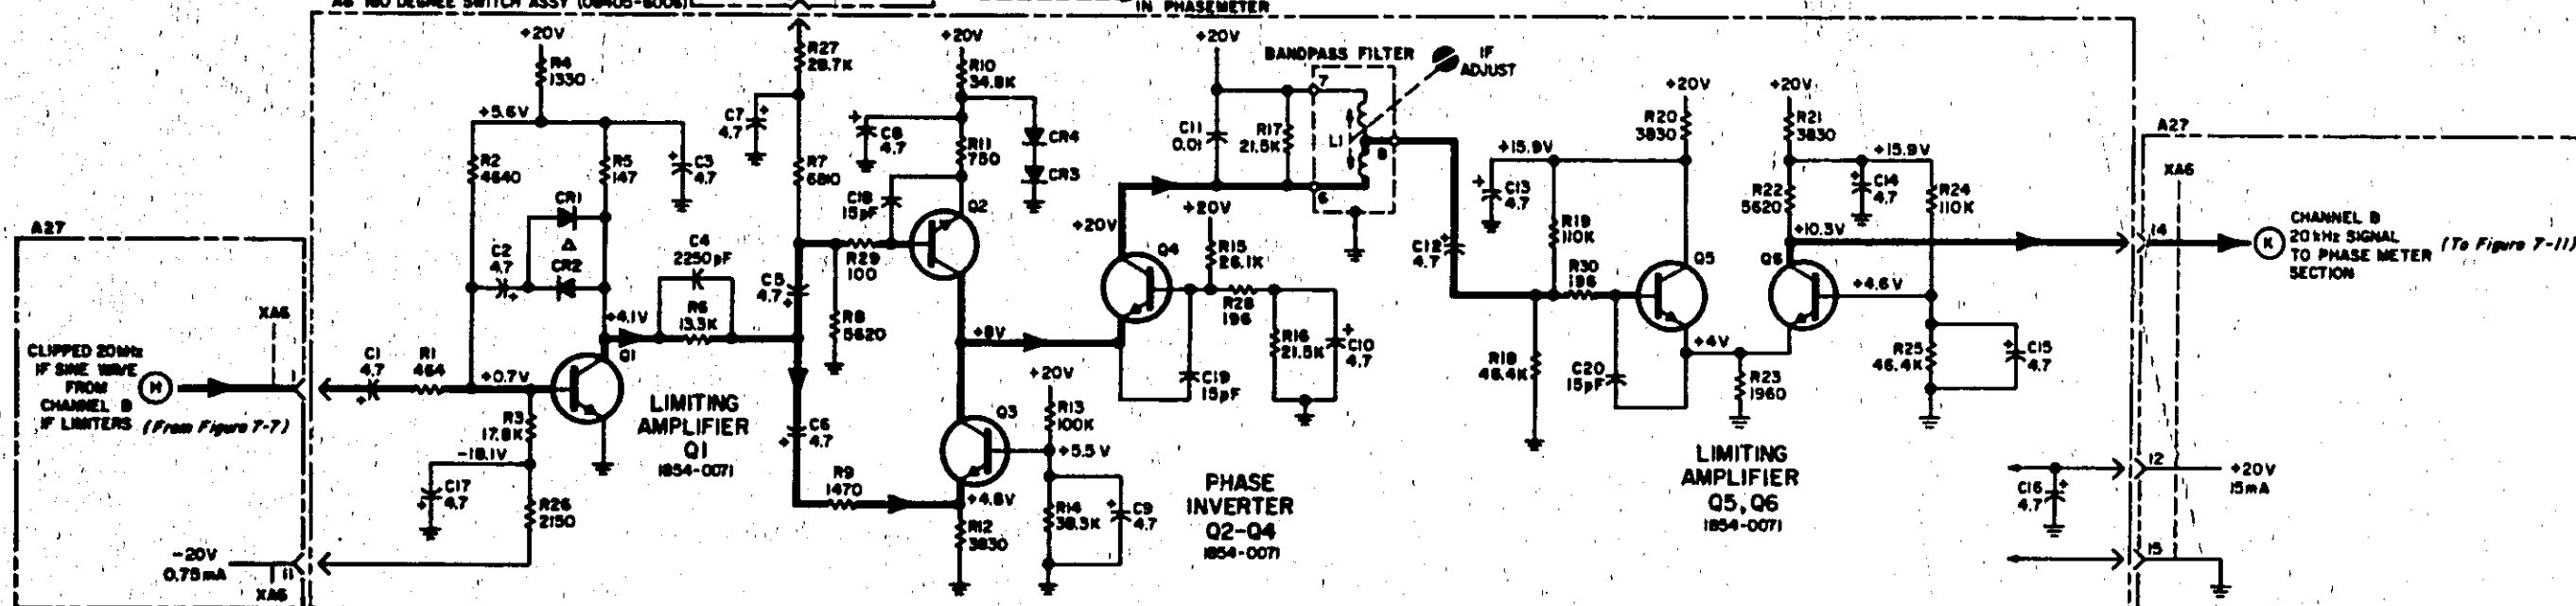 A6 180 DEGREE SWITCH ASSY (08405-6006)
IN PHASEMETER
+20V
R4
1330
+5.6V
R2
4640
R5
147
C3
4.7
CR1
C2
4.7
CR2
+4.1V
C4
2250pF
R6
13.3K
A27
XA6
CLIPPED 20kHz
IF SINE WAVE
FROM
CHANNEL B
IF LIMITERS
(From Figure 7-7)
H
1
C1
4.7
R1
464
+0.7V
Q1
R3
17.8K
-18.1V
C17
4.7
R26
2150
-20V
0.75mA
11
XA6
LIMITING
AMPLIFIER
Q1
1854-0071
R27
28.7K
C7
4.7
R7
6810
C5
4.7
R8
5620
C6
4.7
R9
1470
+20V
R10
34.8K
C8
4.7
R11
750
CR4
CR3
C18
15pF
Q2
R29
100
+8V
Q3
+4.8V
R12
3830
+20V
R13
100K
+5.5V
R14
38.3K
C9
4.7
+20V
Q4
C19
15pF
+20V
R15
26.1K
R28
196
R16
21.5K
C10
4.7
PHASE
INVERTER
Q2-Q4
1854-0071
+20V
C11
0.01
R17
21.5K
BANDPASS FILTER
IF
ADJUST
7
L1
8
6
C12
4.7
+15.9V
C13
4.7
R19
110K
R30
196
R18
46.4K
C20
15pF
+20V
R20
3830
Q5
+4V
R23
1960
+20V
R21
3830
+15.9V
R22
5620
C14
4.7
R24
110K
+10.3V
Q6
+4.6V
R25
46.4K
C15
4.7
LIMITING
AMPLIFIER
Q5, Q6
1854-0071
C16
4.7
A27
XA6
14
K
CHANNEL B
20kHz SIGNAL
TO PHASE METER
SECTION
(To Figure 7-11)
12
+20V
15mA
15